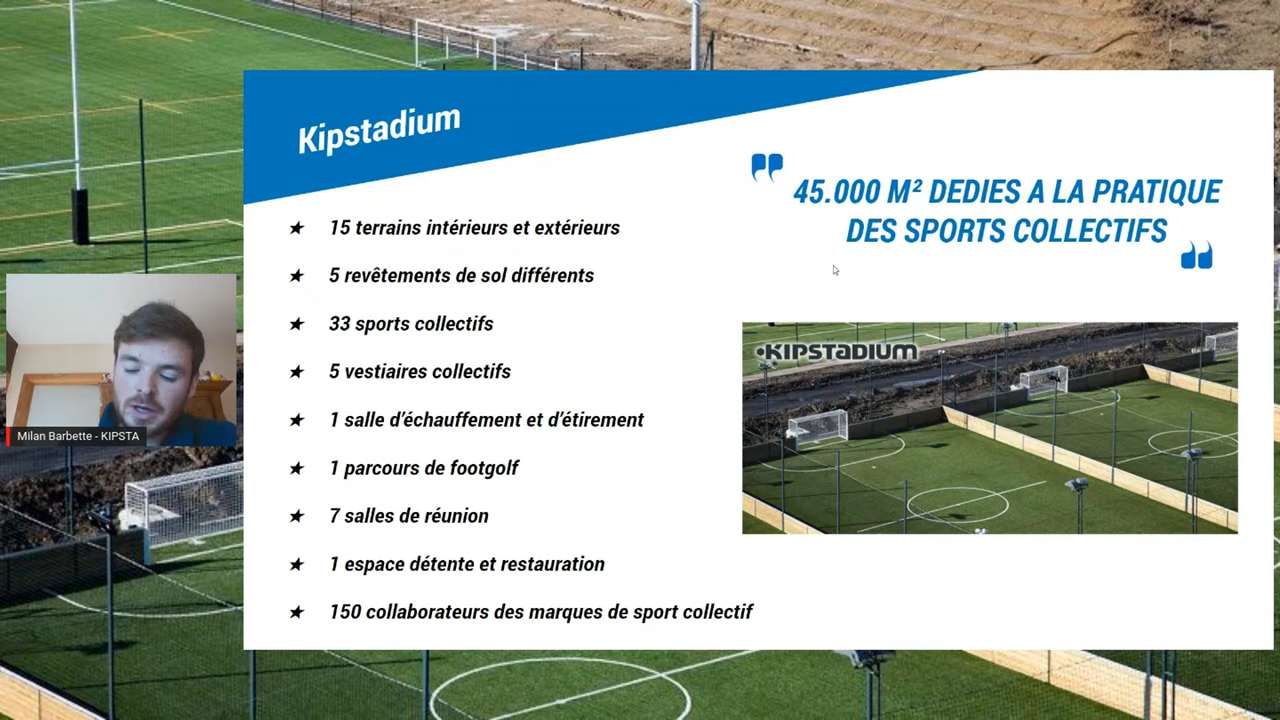 Kipstadium
45.000 M² DEDIES A LA PRATIQUE
DES SPORTS COLLECTIFS
★ 15 terrains intérieurs et extérieurs
★ 5 revêtements de sol différents
★ 33 sports collectifs
★ 5 vestiaires collectifs
★ 1 salle d'échauffement et d'étirement
★ 1 parcours de footgolf
★ 7 salles de réunion
★ 1 espace détente et restauration
★ 150 collaborateurs des marques de sport collectif
KIPSTADIUM
Milan Barbette - KIPSTA